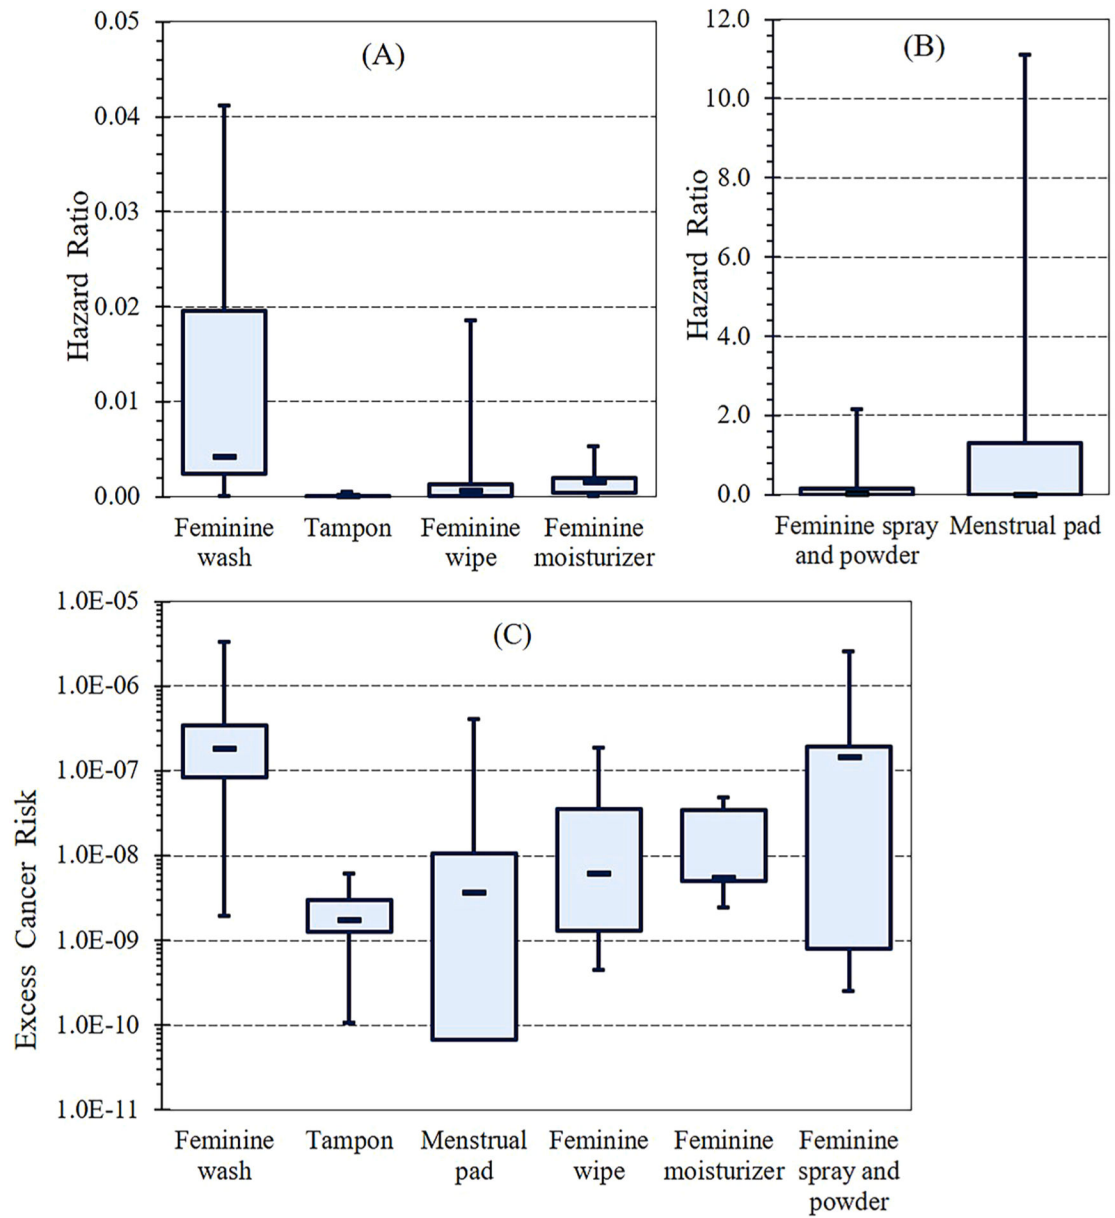 (A)
Hazard Ratio
0.05
0.04
0.03
0.02
0.01
0.00
Feminine wash
Tampon
Feminine wipe
Feminine moisturizer
(B)
Hazard Ratio
12.0
10.0
8.0
6.0
4.0
2.0
0.0
Feminine spray and powder
Menstrual pad
(C)
Excess Cancer Risk
1.0E-05
1.0E-06
1.0E-07
1.0E-08
1.0E-09
1.0E-10
1.0E-11
Feminine wash
Tampon
Menstrual pad
Feminine wipe
Feminine moisturizer
Feminine spray and powder